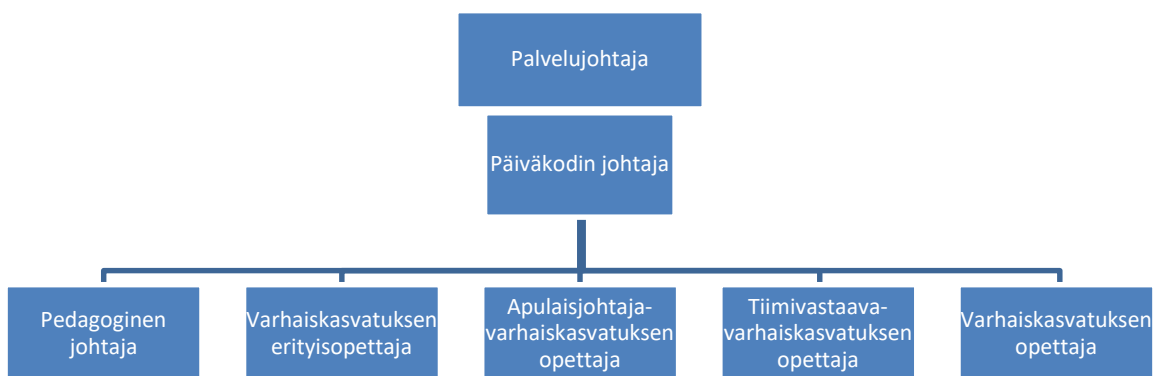 Palvelujohtaja
Päiväkodin johtaja
Pedagoginen
johtaja
Varhaiskasvatuksen
erityisopettaja
Apulaisjohtaja-
varhaiskasvatuksen
opettaja
Tiimivastaava-
varhaiskasvatuksen
opettaja
Varhaiskasvatuksen
opettaja